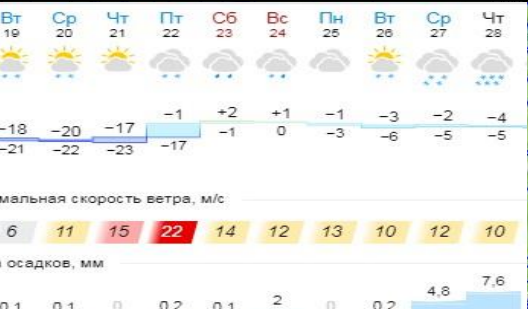 Вт Ср Чт Пт Сб Вс Пн Вт Ср Чт
19 20 21 22 23 24 25 26 27 28
−1 +2 +1 −1 −3 −2 −4
−18 −20 −17 −1 0 −3 −6 −5 −5
−21 −22 −23 −17
мальная скорость ветра, м/с
6 11 15 22 14 12 13 10 12 10
осадков, мм
4,8 7,6
0,1 0,1 0 0,2 0,1 2 0 0,2